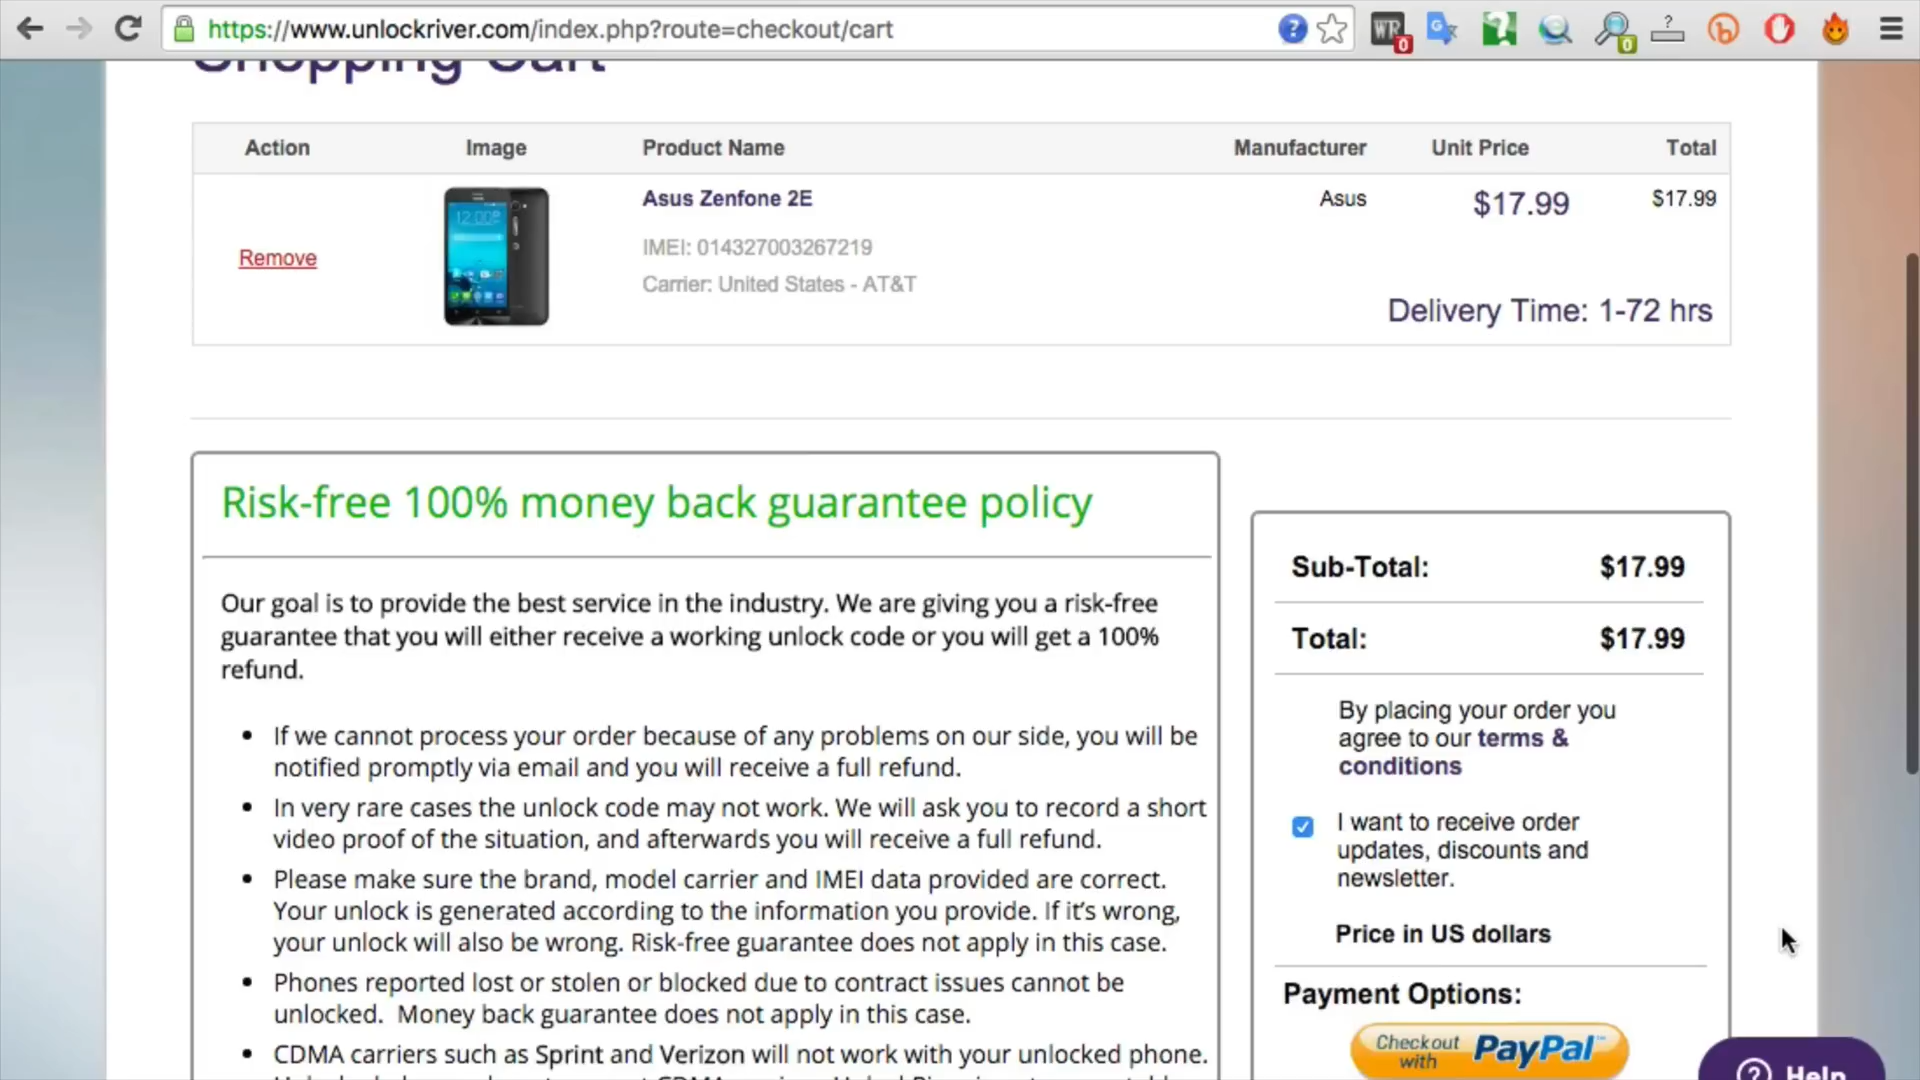 https://www.unlockriver.com/index.php?route=checkout/cart
Shopping Cart
Action Image Product Name Manufacturer Unit Price Total
Asus Zenfone 2E Asus $17.99 $17.99
IMEI: 014327003267219
Remove
Carrier: United States - AT&T
Delivery Time: 1-72 hrs
Risk-free 100% money back guarantee policy
Our goal is to provide the best service in the industry. We are giving you a risk-free
guarantee that you will either receive a working unlock code or you will get a 100%
refund.
• If we cannot process your order because of any problems on our side, you will be
notified promptly via email and you will receive a full refund.
• In very rare cases the unlock code may not work. We will ask you to record a short
video proof of the situation, and afterwards you will receive a full refund.
• Please make sure the brand, model carrier and IMEI data provided are correct.
Your unlock is generated according to the information you provide. If it's wrong,
your unlock will also be wrong. Risk-free guarantee does not apply in this case.
• Phones reported lost or stolen or blocked due to contract issues cannot be
unlocked. Money back guarantee does not apply in this case.
• CDMA carriers such as Sprint and Verizon will not work with your unlocked phone.
Sub-Total: $17.99
Total: $17.99
By placing your order you
agree to our terms &
conditions
I want to receive order
updates, discounts and
newsletter.
Price in US dollars
Payment Options:
Checkout
with PayPal
Help